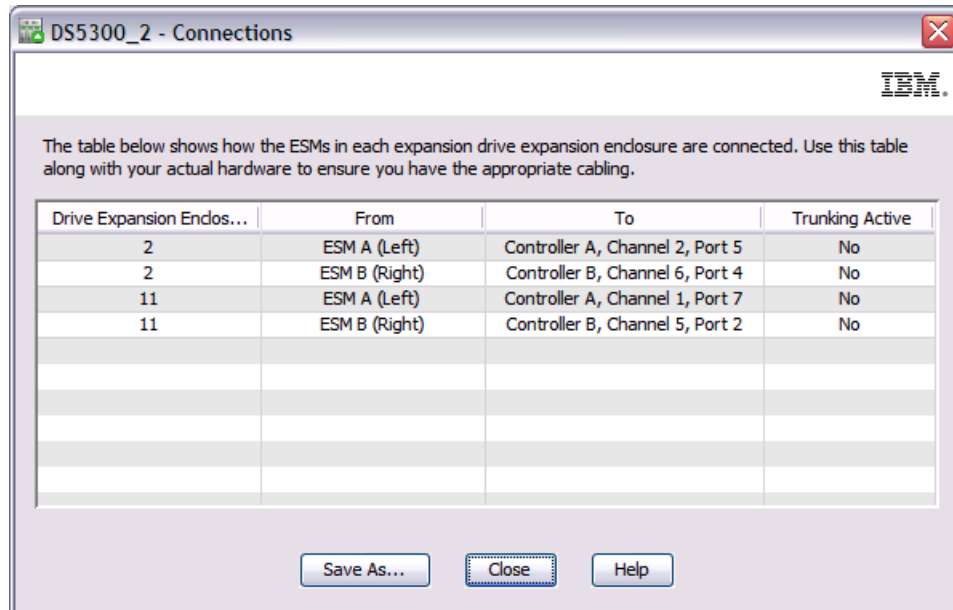 DS5300_2 - Connections
IBM.
The table below shows how the ESMs in each expansion drive expansion enclosure are connected. Use this table
along with your actual hardware to ensure you have the appropriate cabling.
Drive Expansion Enclos... From To Trunking Active
2 ESM A (Left) Controller A, Channel 2, Port 5 No
2 ESM B (Right) Controller B, Channel 6, Port 4 No
11 ESM A (Left) Controller A, Channel 1, Port 7 No
11 ESM B (Right) Controller B, Channel 5, Port 2 No
Save As... Close Help